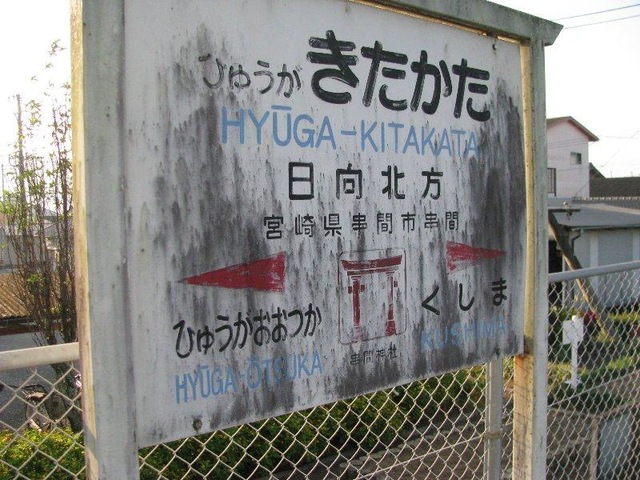 ひゅうが きたかた
HYŪGA-KITAKATA
日向北方
宮崎県串間市串間
ひゅうがおおつか
HYŪGA-ŌTSUKA
串間神社
くしま
KUSHIMA